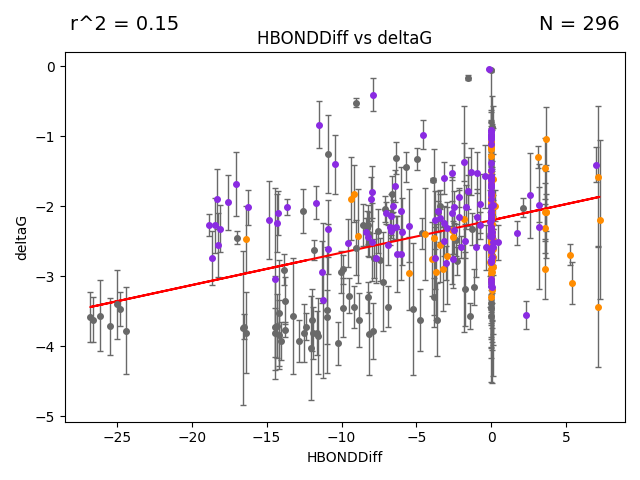 r^2 = 0.15
N = 296
HBONDDiff vs deltaG
deltaG
0
−1
−2
−3
−4
−5
−25
−20
−15
−10
−5
0
5
HBONDDiff